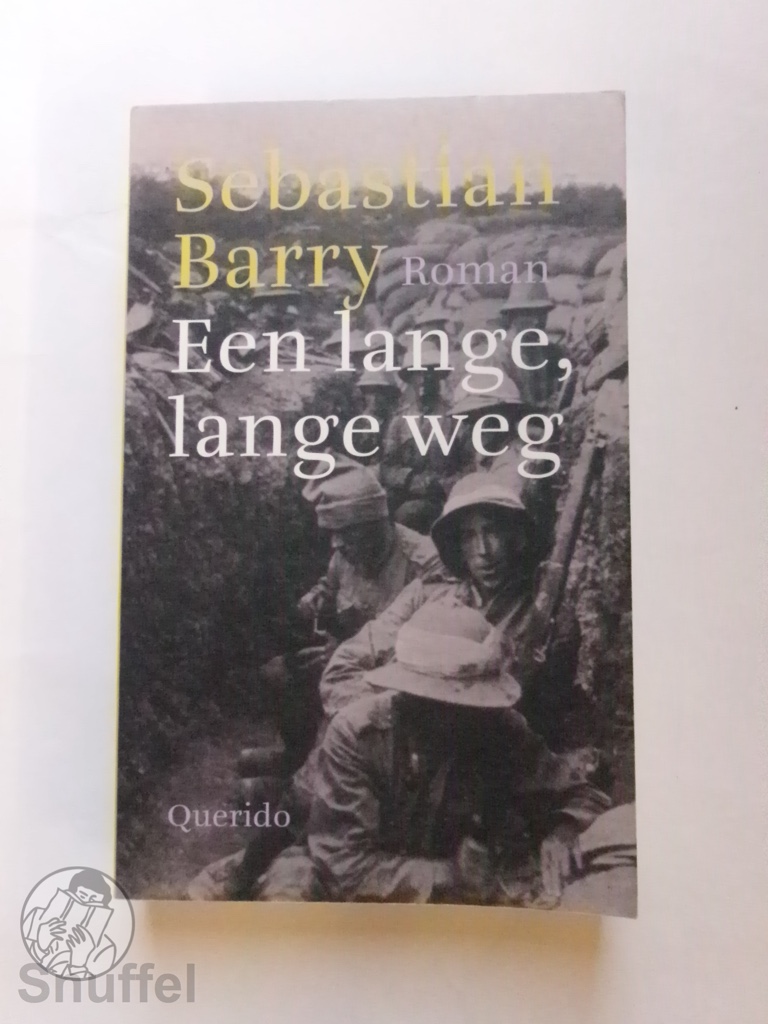 Sebastian
Barry Roman
Een lange,
lange weg
Querido
Snuffel